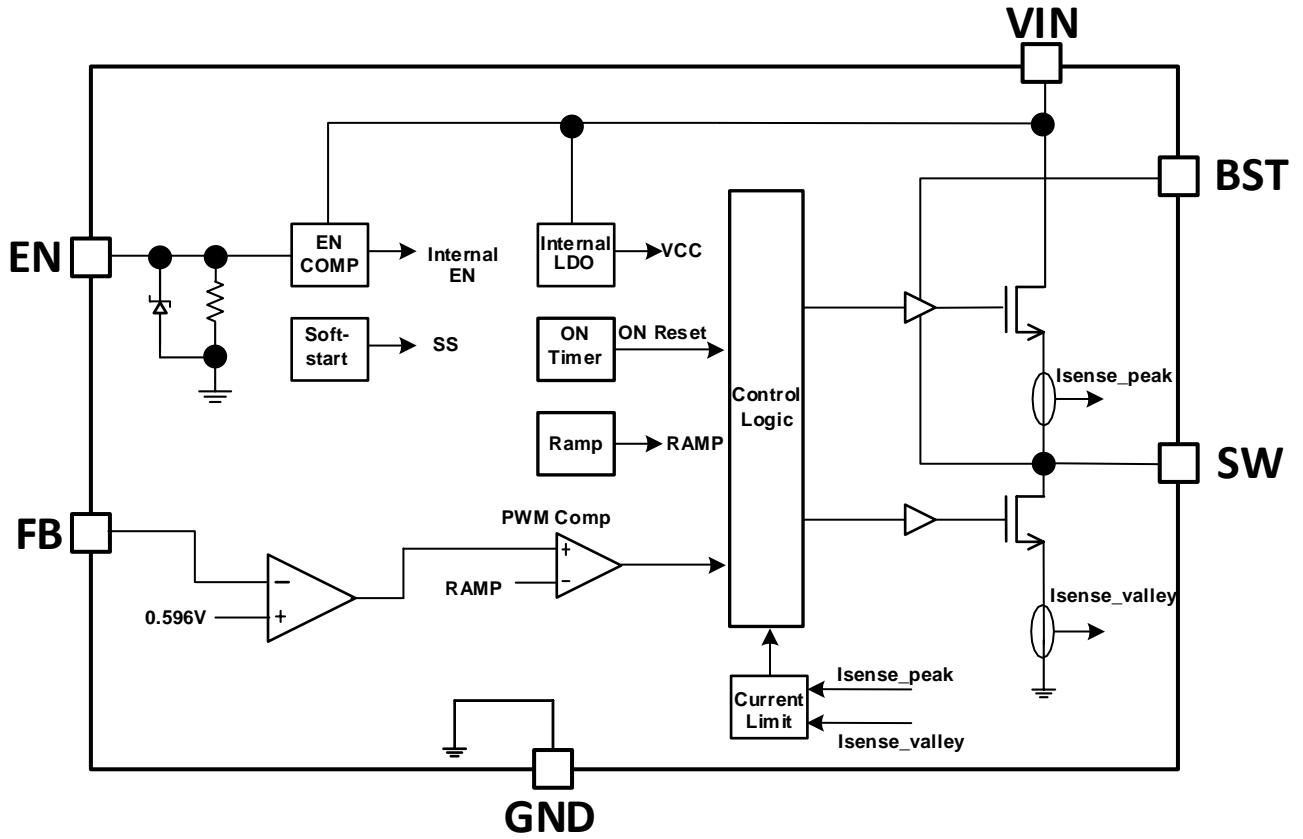 VIN
BST
EN
EN
COMP
Internal
EN
Internal
LDO
VCC
Soft-
start
SS
ON
Timer
ON Reset
Control
Logic
Isense_peak
Ramp
RAMP
SW
FB
PWM Comp
+
-
RAMP
-
+
0.596V
Isense_valley
Current
Limit
Isense_peak
Isense_valley
GND